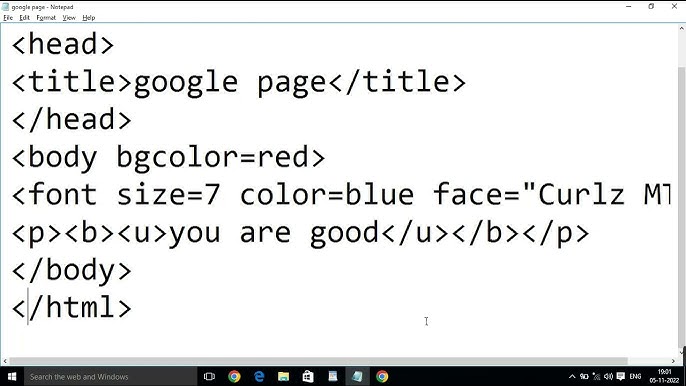 google page - Notepad
File Edit Format View Help
<head>
<title>google page</title>
</head>
<body bgcolor=red>
<font size=7 color=blue face="Curlz MT
<p><b><u>you are good</u></b></p>
</body>
</html>
Search the web and Windows
ENG
19:01
05-11-2022